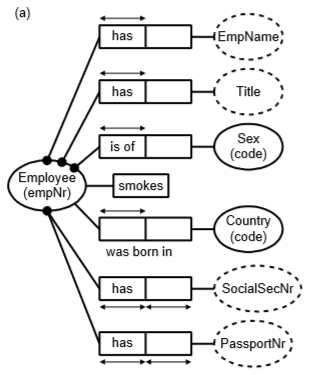 (a)
has
EmpName
has
Title
is of
Sex
(code)
Employee
(empNr)
smokes
Country
(code)
was born in
has
SocialSecNr
has
PassportNr